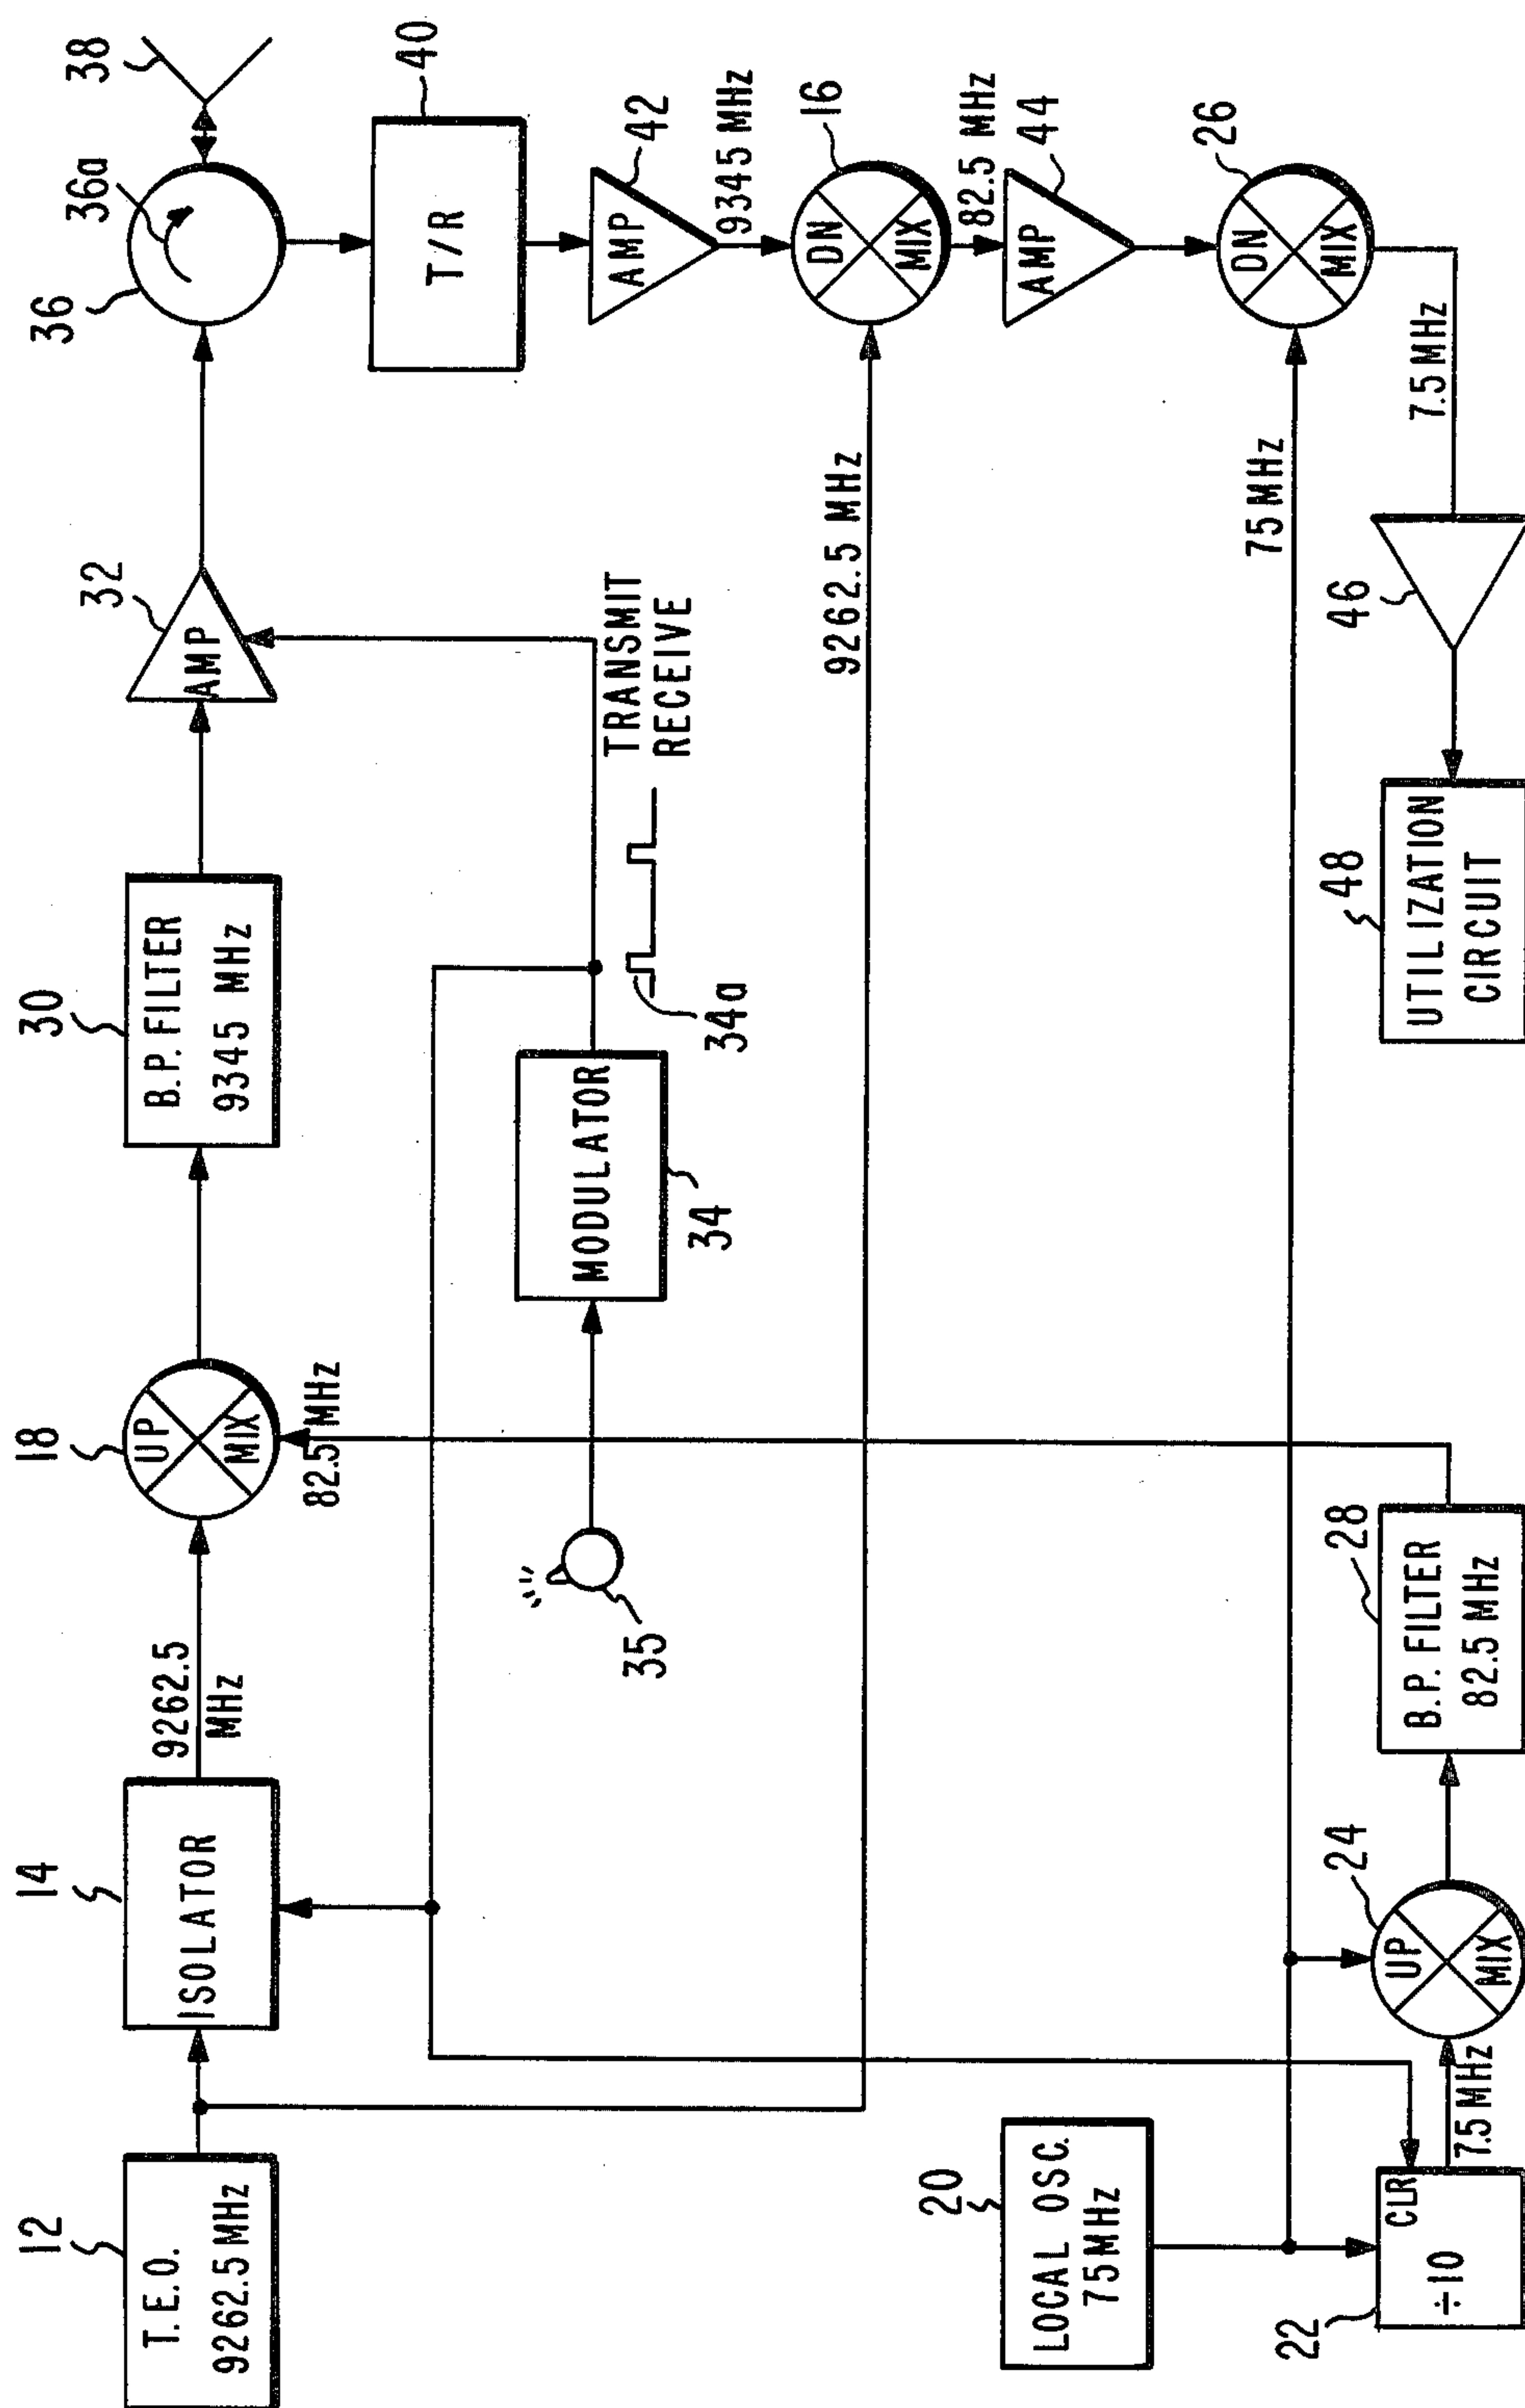 12
T.E.O.
9262.5 MHz
14
ISOLATOR
9262.5
MHz
18
UP
MIX
82.5 MHz
30
B.P. FILTER
9345 MHz
32
AMP
36
36a
38
40
T/R
42
AMP
9345 MHz
16
DN
MIX
82.5 MHz
44
AMP
26
DN
MIX
7.5 MHz
46
48
UTILIZATION
CIRCUIT
35
MODULATOR
34
34a
TRANSMIT
RECEIVE
9262.5 MHz
75 MHz
20
LOCAL OSC.
75 MHz
22
CLR
÷10
7.5 MHz
24
UP
MIX
28
B.P. FILTER
82.5 MHz